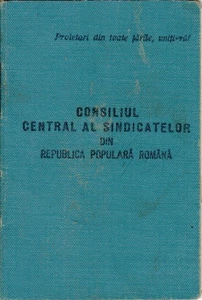 Proletari din toate țările, uniți-vă!
CONSILIUL
CENTRAL AL SINDICATELOR
DIN
REPUBLICA POPULARĂ ROMÂNĂ